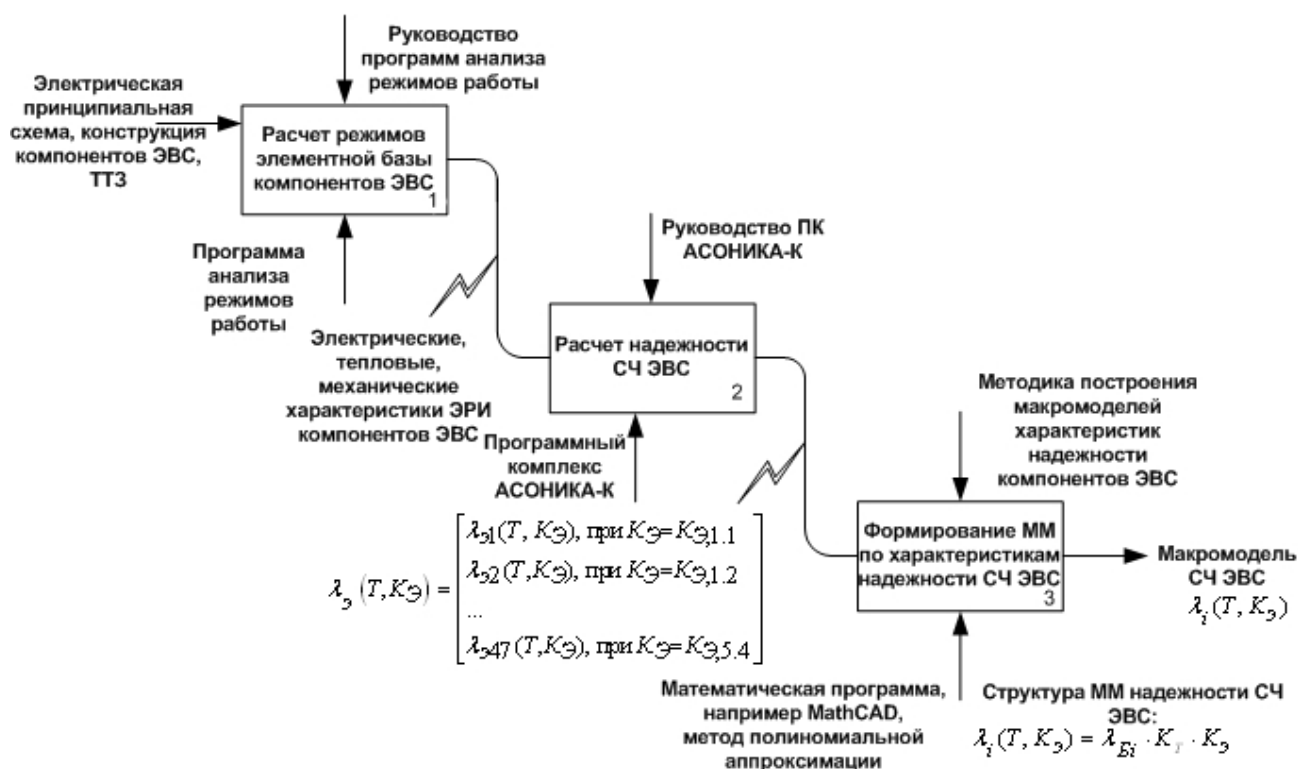 Руководство
программ анализа
режимов работы
Электрическая
принципиальная
схема, конструкция
компонентов ЭВС,
ТТЗ
Расчет режимов
элементной базы
компонентов ЭВС
1
Программа
анализа
режимов
работы
Электрические,
тепловые,
механические
характеристики ЭРИ
компонентов ЭВС
Руководство ПК
АСОНИКА-К
Расчет надежности
СЧ ЭВС
2
Программный
комплекс
АСОНИКА-К
λэ1(T, KЭ), при KЭ=KЭ,1.1
λэ2(T,KЭ), при KЭ=KЭ,1.2
λэ (T,KЭ) =
...
λэ47(T,KЭ), при KЭ=KЭ,5.4
Методика построения
макромоделей
характеристик
надежности
компонентов ЭВС
Формирование ММ
по характеристикам
надежности СЧ ЭВС
3
Макромодель
СЧ ЭВС
λi(T, KЭ)
Математическая программа,
например MathCAD,
метод полиномиальной
аппроксимации
Структура ММ надежности СЧ
ЭВС:
λi(T, KЭ) = λБi · KT · KЭ